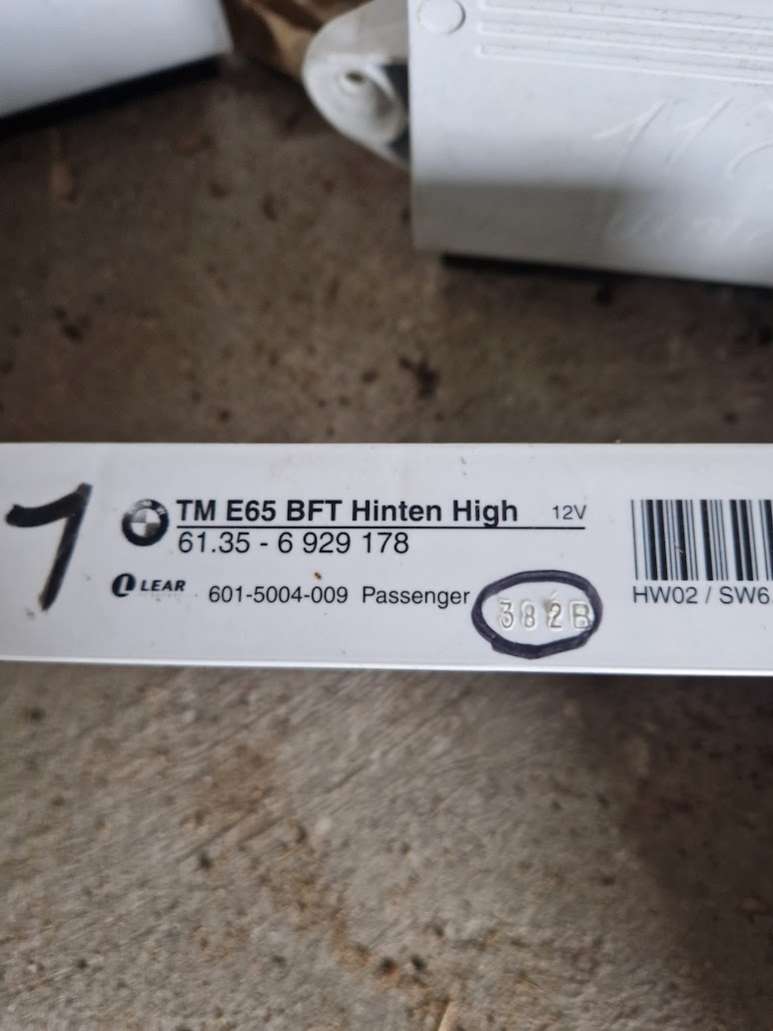 1
TM E65 BFT Hinten High 12V
61.35 - 6 929 178
LEAR 601-5004-009 Passenger 382B
HW02 / SW6